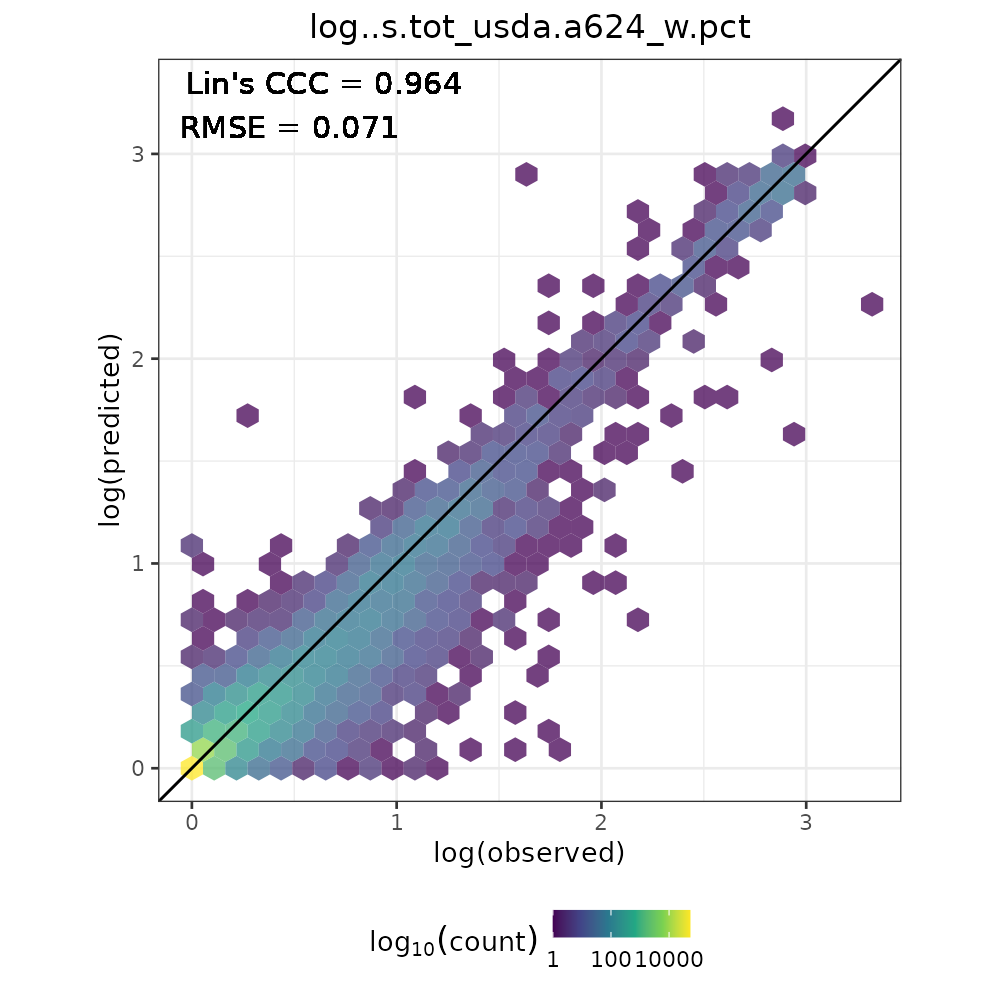 log..s.tot_usda.a624_w.pct
Lin's CCC = 0.964
RMSE = 0.071
3
2
1
0
log(predicted)
0 1 2 3
log(observed)
log₁₀(count)
1 100 10000